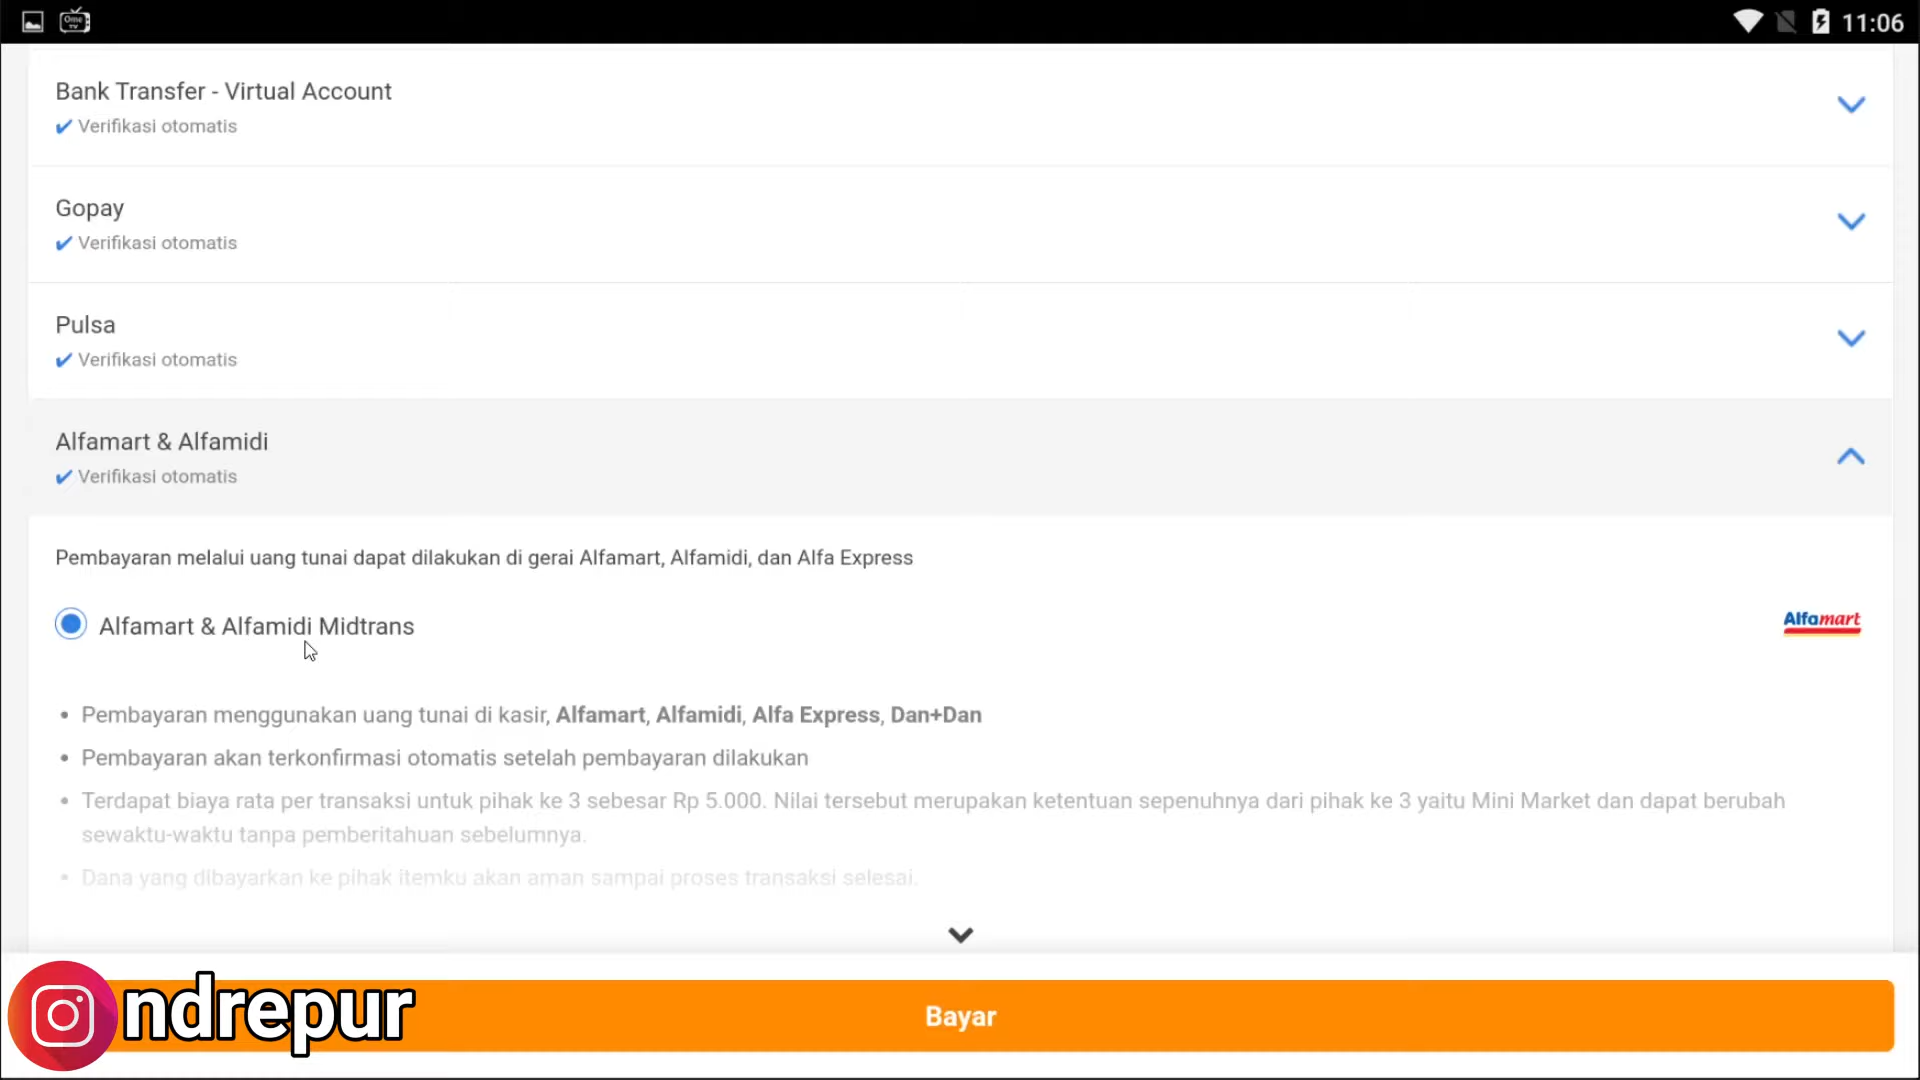 Ome
TV
11:06
Bank Transfer - Virtual Account
✔ Verifikasi otomatis
Gopay
✔ Verifikasi otomatis
Pulsa
✔ Verifikasi otomatis
Alfamart & Alfamidi
✔ Verifikasi otomatis
Pembayaran melalui uang tunai dapat dilakukan di gerai Alfamart, Alfamidi, dan Alfa Express
Alfamart & Alfamidi Midtrans
Alfamart
• Pembayaran menggunakan uang tunai di kasir, Alfamart, Alfamidi, Alfa Express, Dan+Dan
• Pembayaran akan terkonfirmasi otomatis setelah pembayaran dilakukan
• Terdapat biaya rata per transaksi untuk pihak ke 3 sebesar Rp 5.000. Nilai tersebut merupakan ketentuan sepenuhnya dari pihak ke 3 yaitu Mini Market dan dapat berubah
sewaktu-waktu tanpa pemberitahuan sebelumnya.
• Dana yang dibayarkan ke pihak itemku akan aman sampai proses transaksi selesai.
ndrepur
Bayar